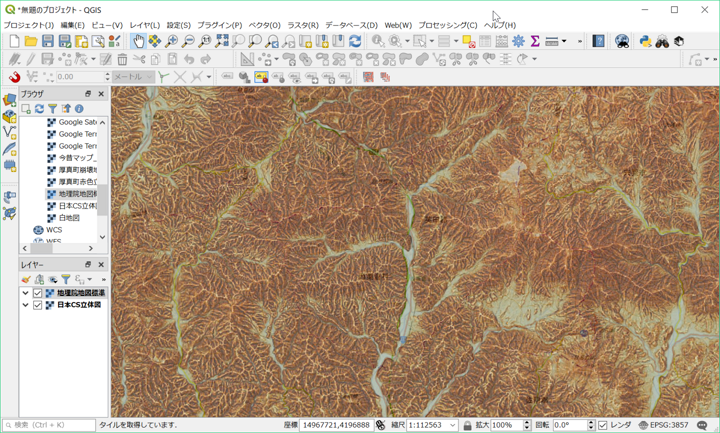 *無題のプロジェクト - QGIS
プロジェクト(J) 編集(E) ビュー(V) レイヤ(L) 設定(S) プラグイン(P) ベクタ(O) ラスタ(R) データベース(D) Web(W) プロセッシング(C) ヘルプ(H)
0.00 メートル
ブラウザ
Google Sate
Google Terr
Google Terr
今昔マップ_
厚真町崩壊地
厚真町赤色立
地理院地図標
日本CS立体図
白地図
WCS
WFS
レイヤー
地理院地図標準
日本CS立体図
検索 (Ctrl + K) タイルを取得しています。 座標 14967721,4196888 縮尺 1:112563 拡大 100% 回転 0.0° レンダ EPSG:3857